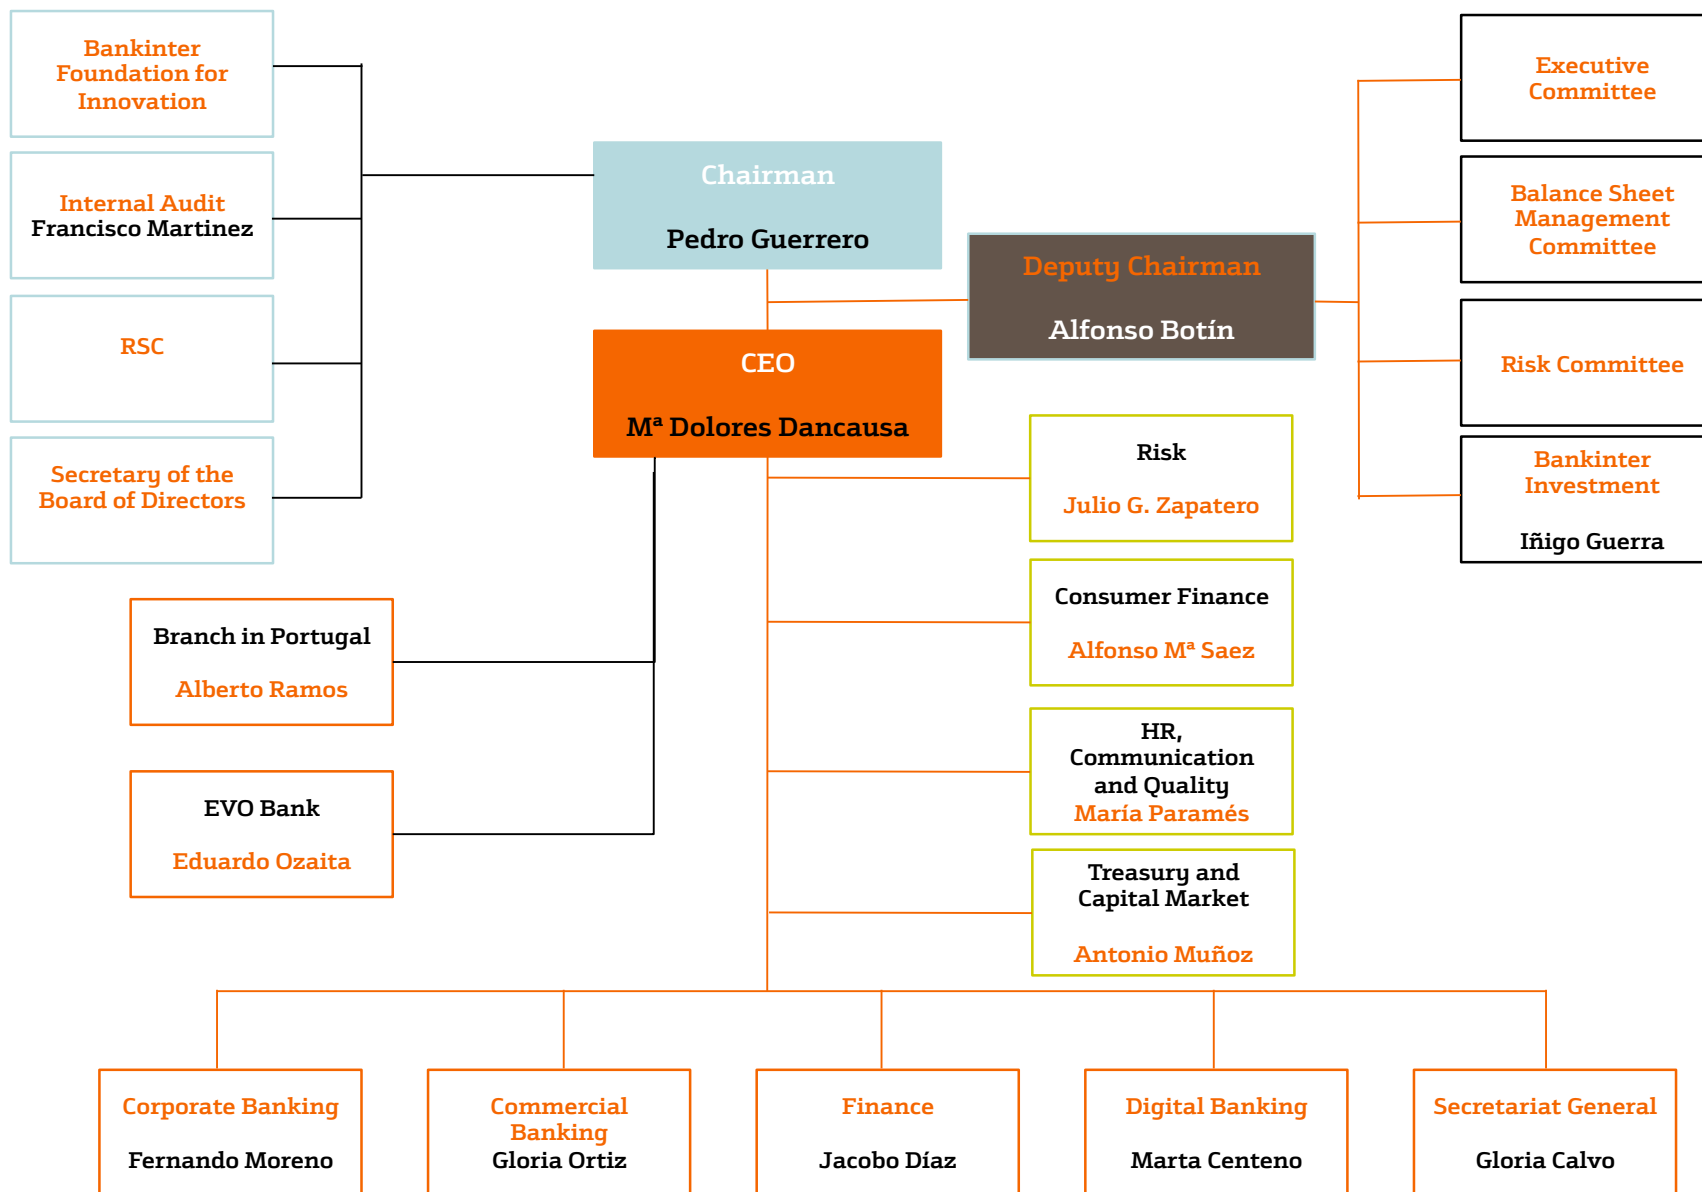 Bankinter
Foundation for
Innovation
Internal Audit
Francisco Martinez
RSC
Secretary of the
Board of Directors
Chairman
Pedro Guerrero
Deputy Chairman
Alfonso Botín
CEO
Mª Dolores Dancausa
Executive
Committee
Balance Sheet
Management
Committee
Risk Committee
Bankinter
Investment
Iñigo Guerra
Risk
Julio G. Zapatero
Consumer Finance
Alfonso Mª Saez
HR,
Communication
and Quality
María Paramés
Treasury and
Capital Market
Antonio Muñoz
Branch in Portugal
Alberto Ramos
EVO Bank
Eduardo Ozaita
Corporate Banking
Fernando Moreno
Commercial
Banking
Gloria Ortiz
Finance
Jacobo Díaz
Digital Banking
Marta Centeno
Secretariat General
Gloria Calvo